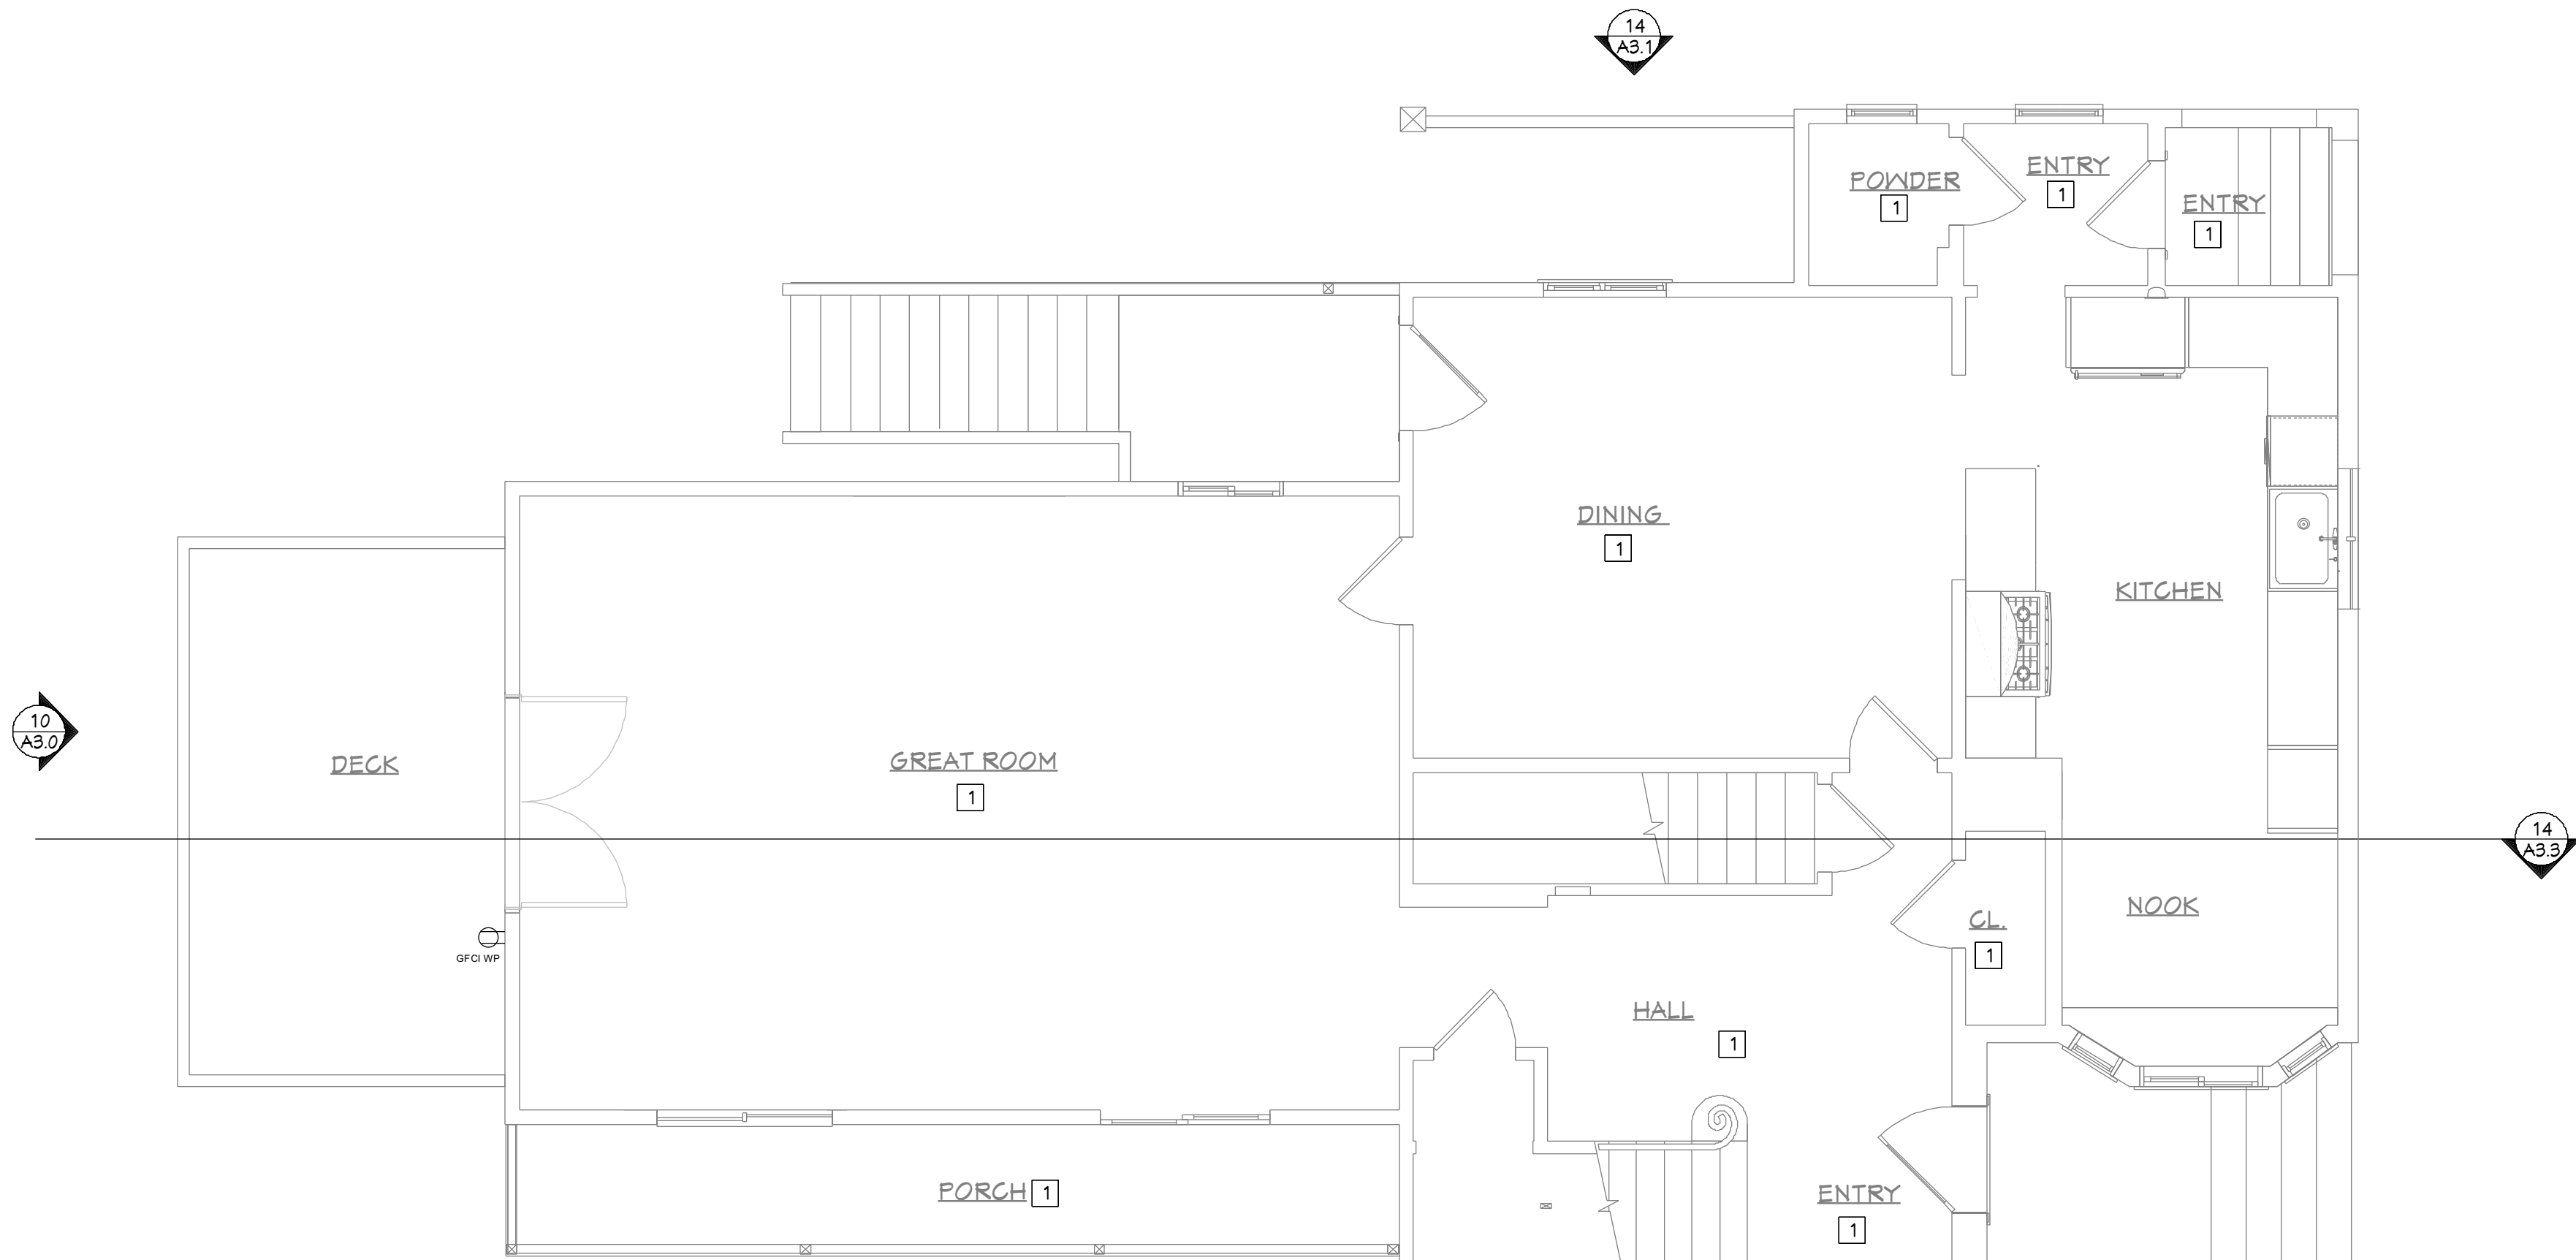 14
A3.1
POWDER
1
ENTRY
1
ENTRY
1
DINING
1
KITCHEN
10
A3.0
DECK
GREAT ROOM
1
14
A3.3
NOOK
CL.
1
GFCI WP
HALL
1
PORCH 1
ENTRY
1